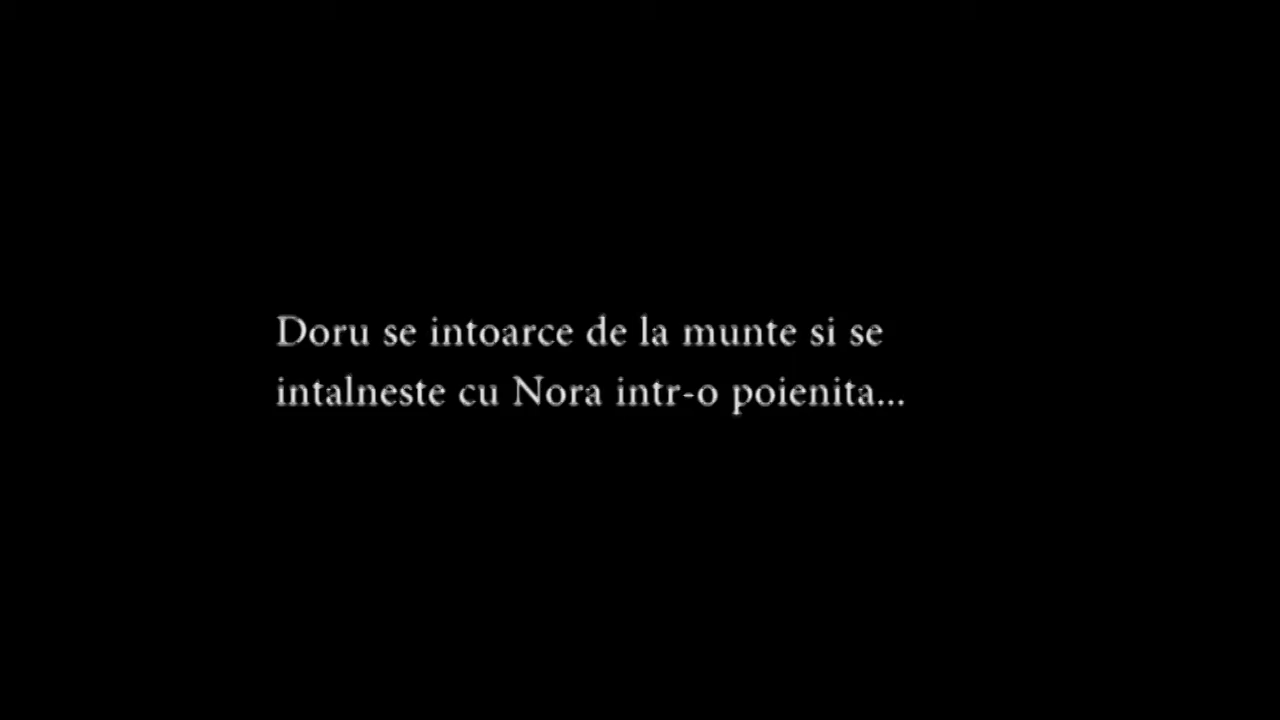 Doru se intoarce de la munte si se
intalneste cu Nora intr-o poienita...